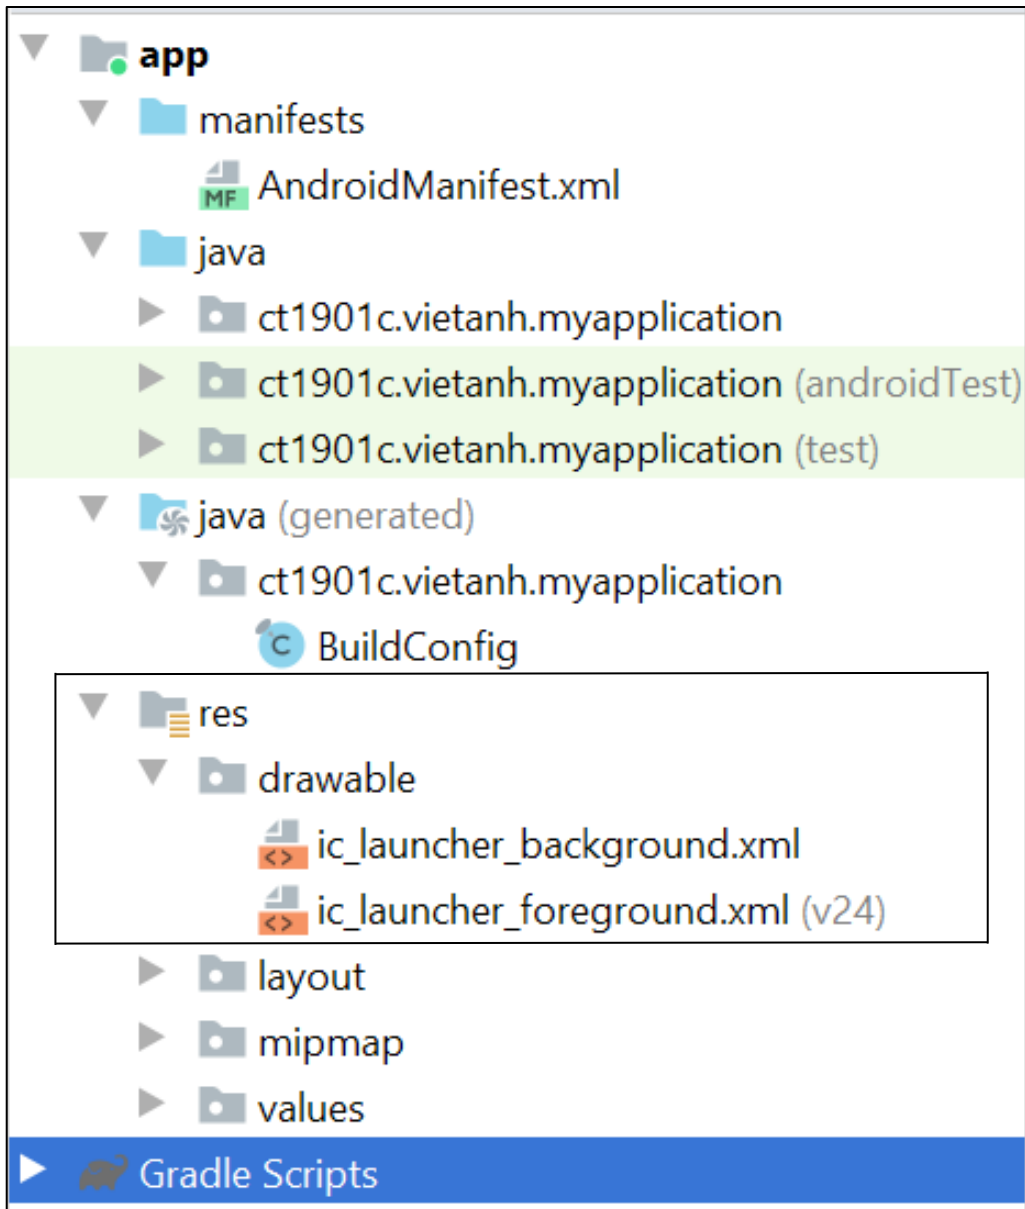 app
manifests
MF AndroidManifest.xml
java
ct1901c.vietanh.myapplication
ct1901c.vietanh.myapplication (androidTest)
ct1901c.vietanh.myapplication (test)
java (generated)
ct1901c.vietanh.myapplication
C BuildConfig
res
drawable
<> ic_launcher_background.xml
<> ic_launcher_foreground.xml (v24)
layout
mipmap
values
Gradle Scripts